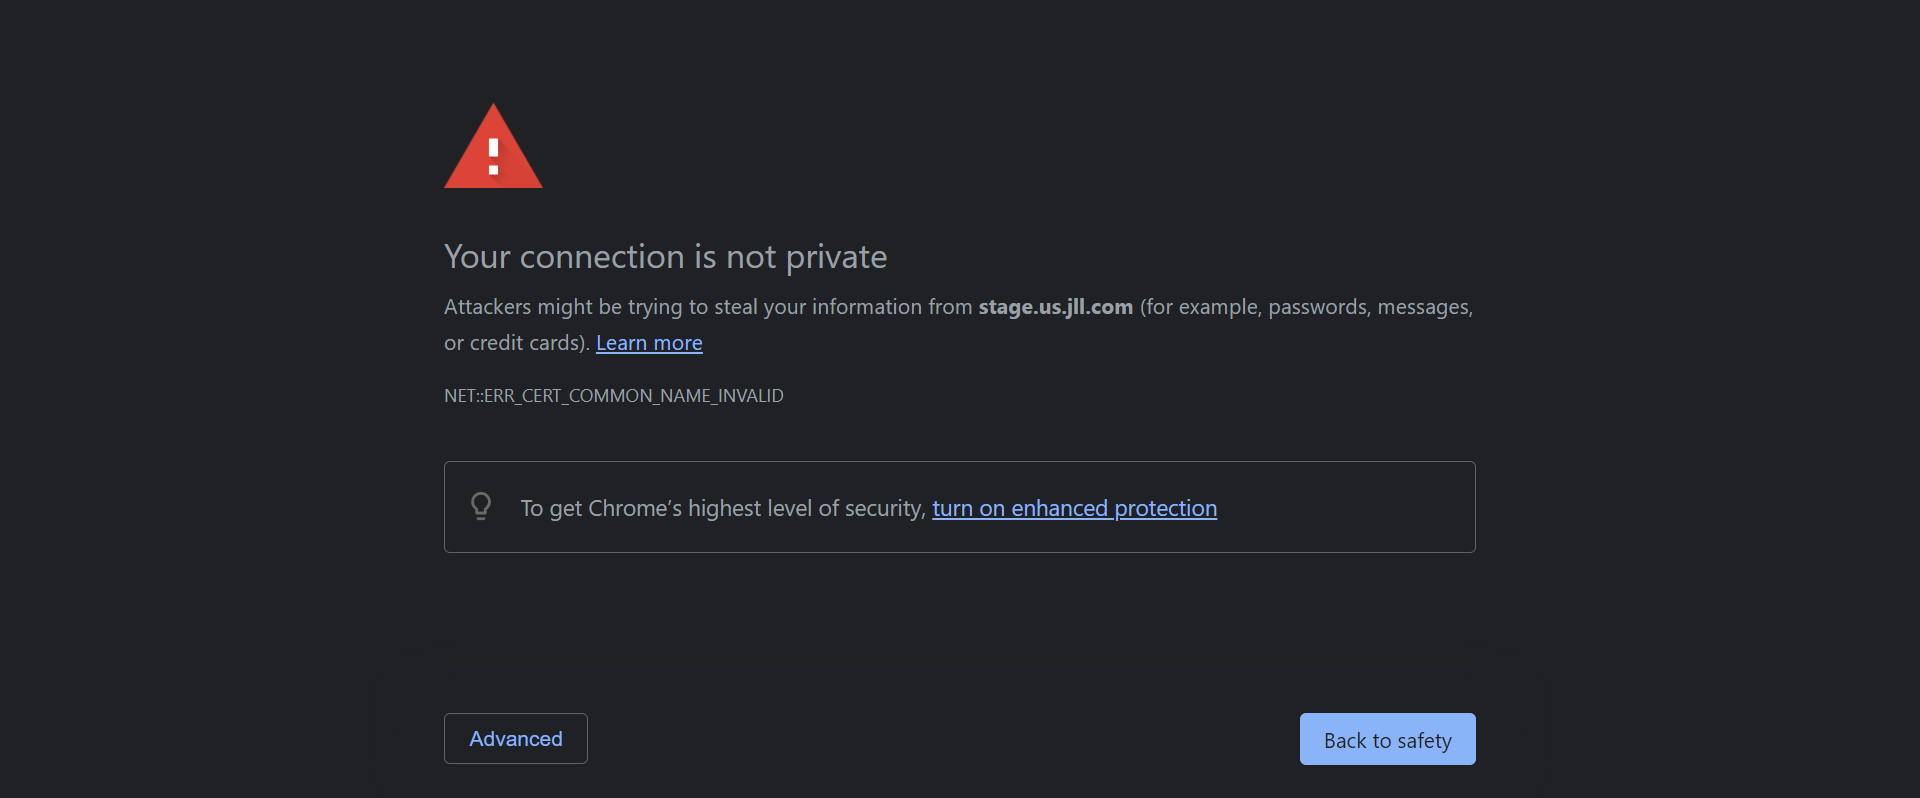 Your connection is not private
Attackers might be trying to steal your information from stage.us.jll.com (for example, passwords, messages,
or credit cards). Learn more
NET::ERR_CERT_COMMON_NAME_INVALID
To get Chrome’s highest level of security, turn on enhanced protection
Advanced
Back to safety